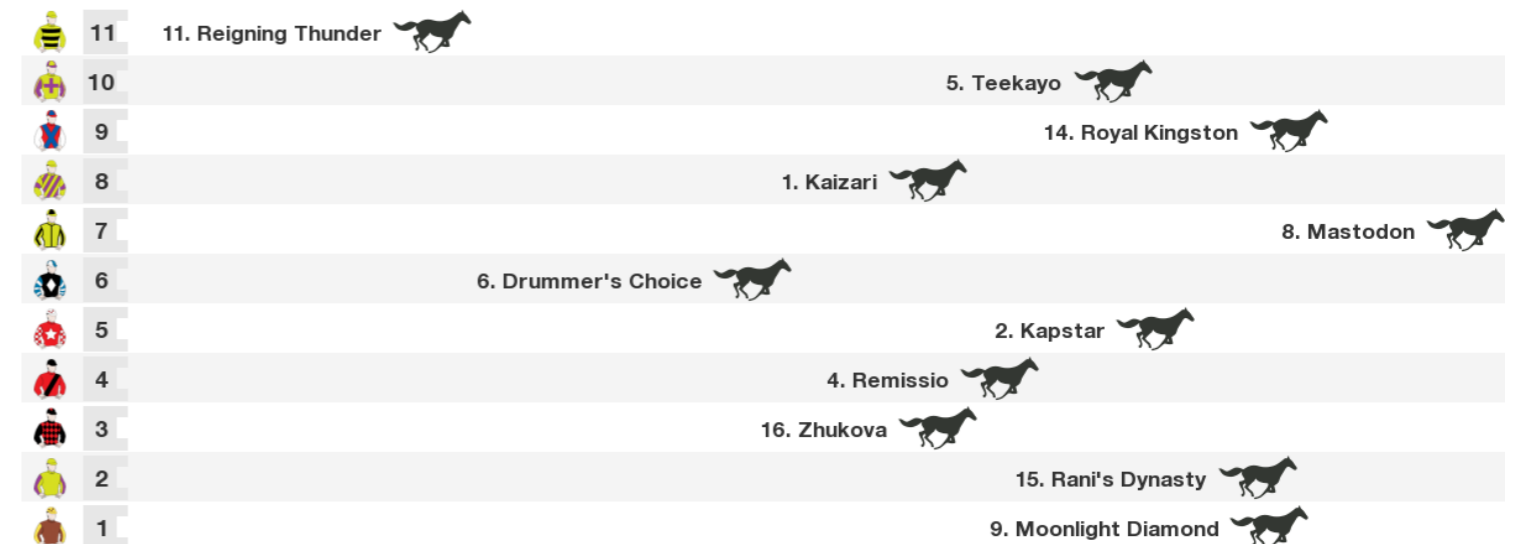 11 11. Reigning Thunder
10 5. Teekayo
9 14. Royal Kingston
8 1. Kaizari
7 8. Mastodon
6 6. Drummer's Choice
5 2. Kapstar
4 4. Remissio
3 16. Zhukova
2 15. Rani's Dynasty
1 9. Moonlight Diamond